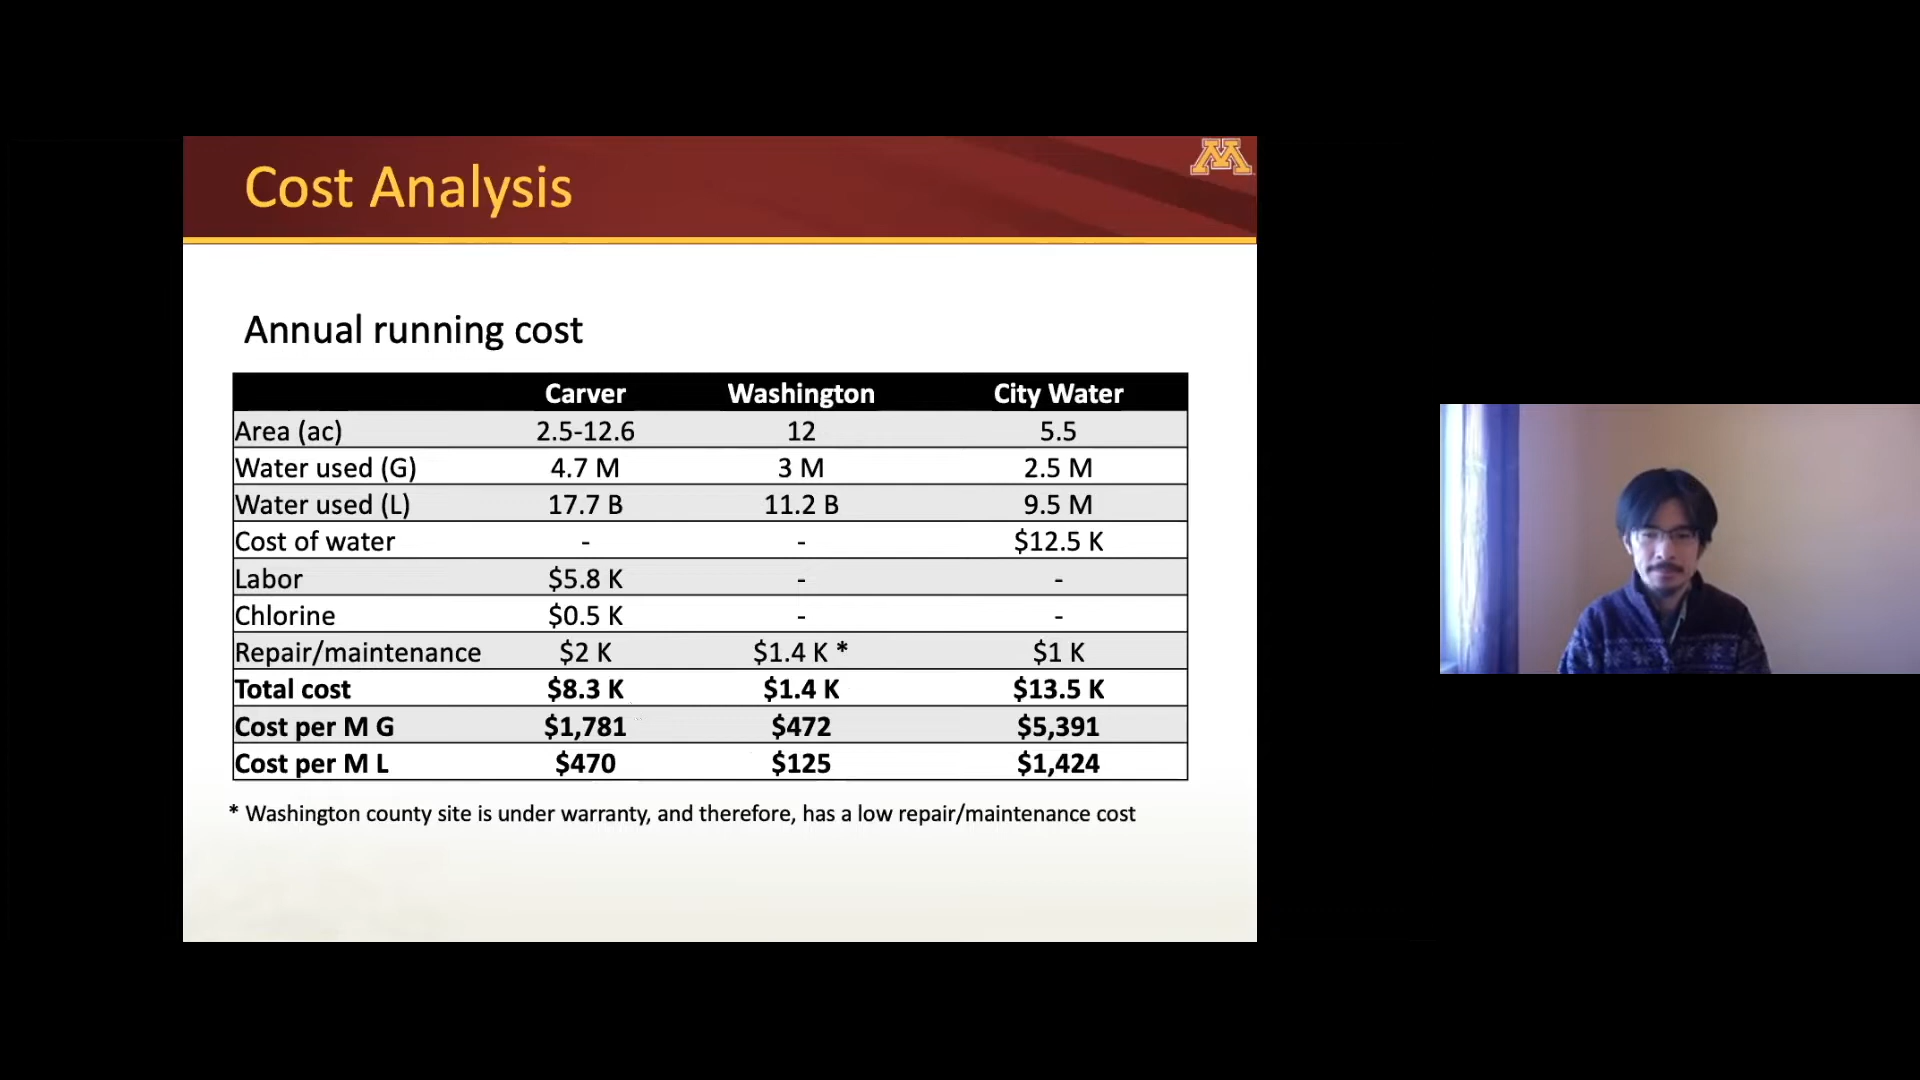 M
Cost Analysis
Annual running cost
Carver Washington City Water
Area (ac) 2.5-12.6 12 5.5
Water used (G) 4.7 M 3 M 2.5 M
Water used (L) 17.7 B 11.2 B 9.5 M
Cost of water - - $12.5 K
Labor $5.8 K - -
Chlorine $0.5 K - -
Repair/maintenance $2 K $1.4 K * $1 K
Total cost $8.3 K $1.4 K $13.5 K
Cost per M G $1,781 $472 $5,391
Cost per M L $470 $125 $1,424
* Washington county site is under warranty, and therefore, has a low repair/maintenance cost